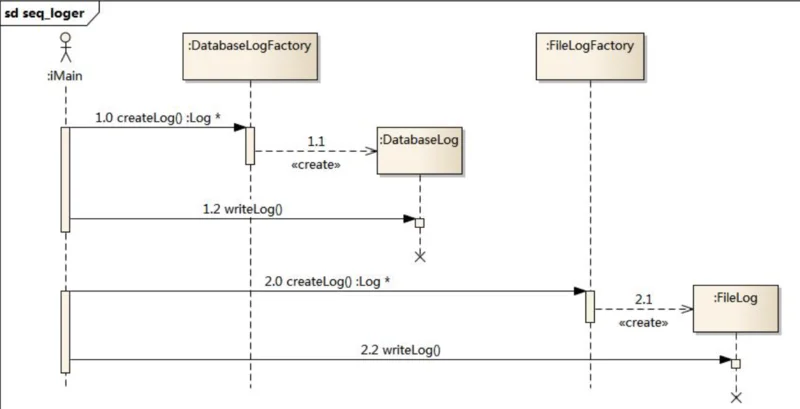 sd seq_loger
:iMain
:DatabaseLogFactory
:FileLogFactory
1.0 createLog() :Log *
1.1
«create»
:DatabaseLog
1.2 writeLog()
2.0 createLog() :Log *
2.1
«create»
:FileLog
2.2 writeLog()